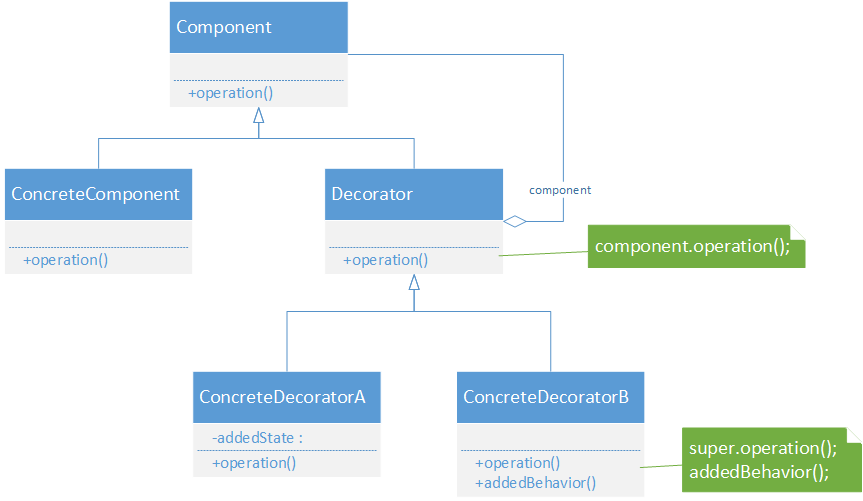 Component
+operation()
ConcreteComponent
+operation()
Decorator
+operation()
component
component.operation();
ConcreteDecoratorA
-addedState :
+operation()
ConcreteDecoratorB
+operation()
+addedBehavior()
super.operation();
addedBehavior();